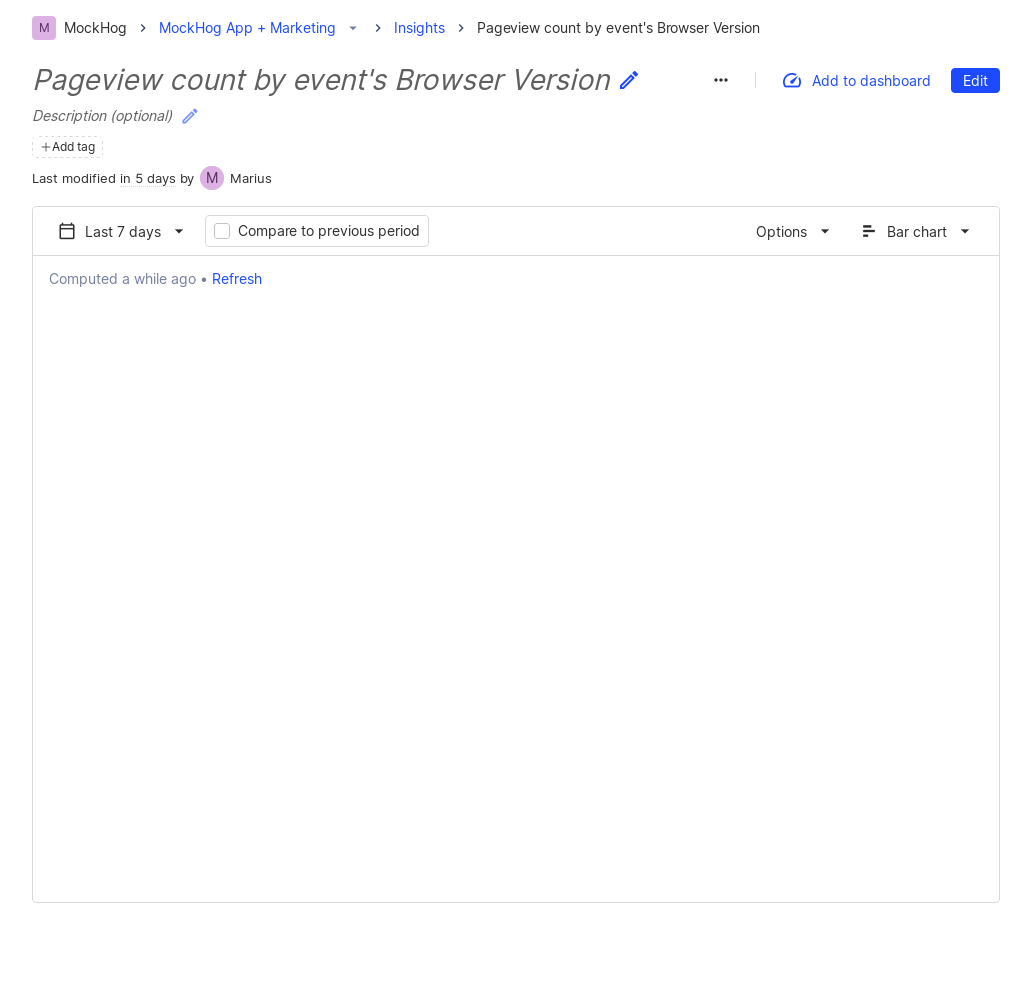 M MockHog MockHog App + Marketing Insights Pageview count by event's Browser Version
Pageview count by event's Browser Version
Add to dashboard Edit
Description (optional)
Add tag
Last modified in 5 days by M Marius
Last 7 days Compare to previous period Options Bar chart
Computed a while ago • Refresh